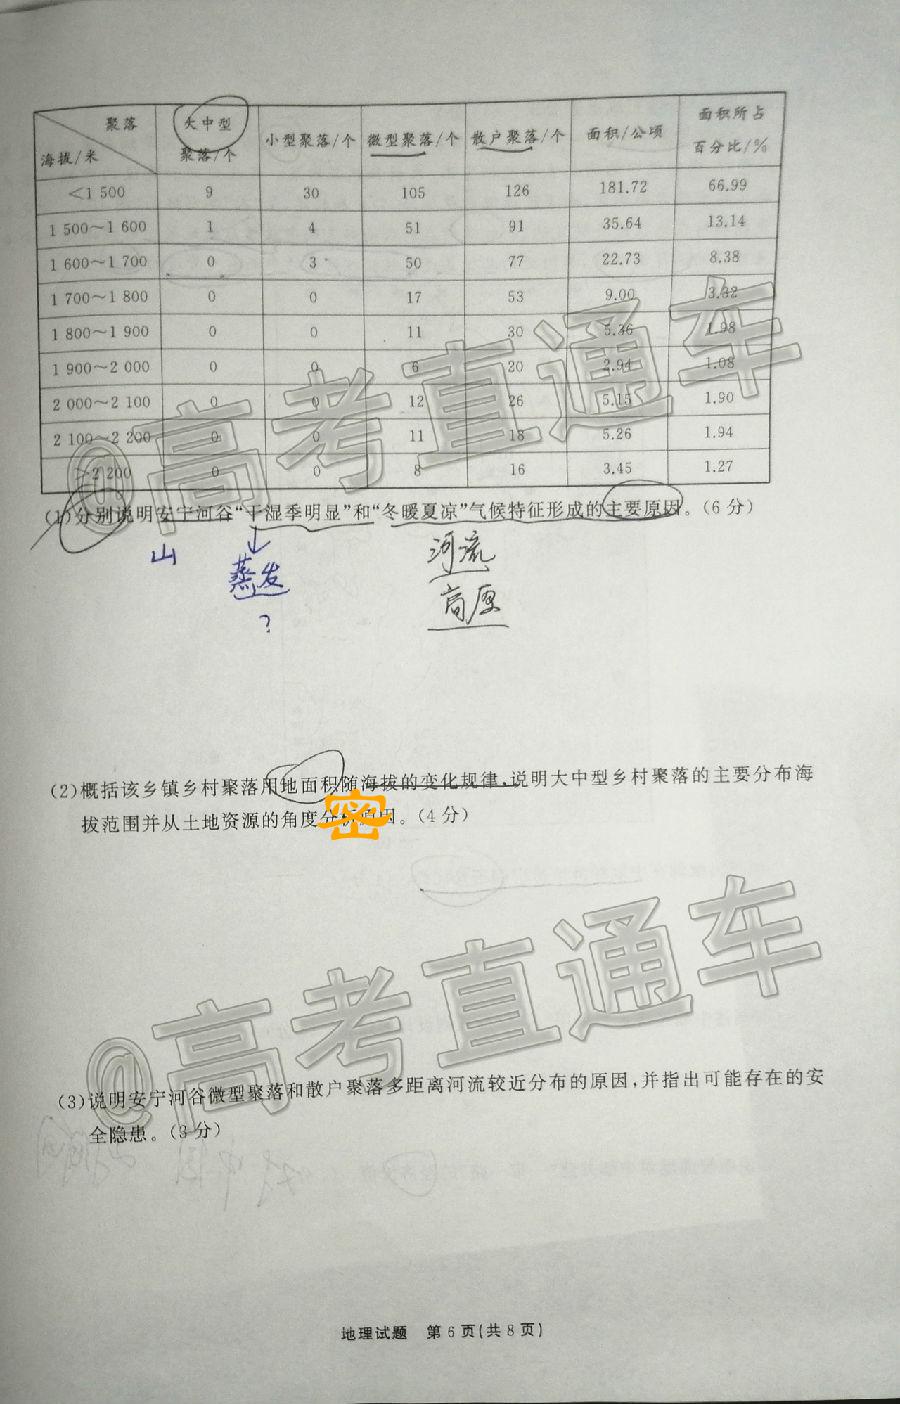 聚落
海拔/米
大中型聚落/个 小型聚落/个 微型聚落/个 散户聚落/个 面积/公顷 面积所占百分比/%
<1 500 9 30 105 126 181.72 66.99
1 500～1 600 1 4 51 91 35.64 13.14
1 600～1 700 0 3 50 77 22.73 8.38
1 700～1 800 0 0 17 53 9.00 3.32
1 800～1 900 0 0 11 30 5.36 1.98
1 900～2 000 0 0 6 20 2.94 1.08
2 000～2 100 0 0 12 26 5.15 1.90
2 100～2 200 0 0 11 18 5.26 1.94
>2 200 0 0 8 16 3.45 1.27
@高考直通车
(1)分别说明安宁河谷“干湿季明显”和“冬暖夏凉”气候特征形成的主要原因。(6分)
山 蒸发 河流
? 高原
(2)概括该乡镇乡村聚落用地面积随海拔的变化规律,说明大中型乡村聚落的主要分布海
拔范围并从土地资源的角度分析原因。(4分)
密
@高考直通车
(3)说明安宁河谷微型聚落和散户聚落多距离河流较近分布的原因,并指出可能存在的安
全隐患。(3分)
地理试题 第6页(共8页)